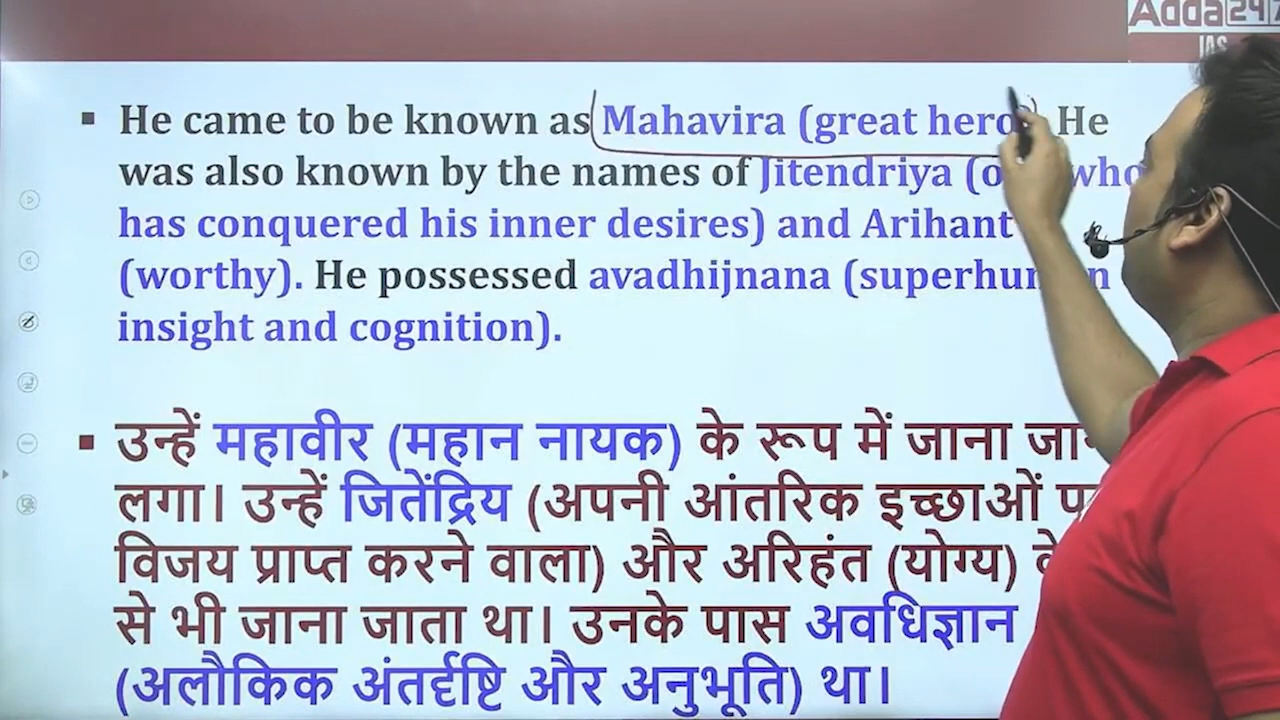 Adda247
IAS
He came to be known as Mahavira (great hero). He
was also known by the names of Jitendriya (o who
has conquered his inner desires) and Arihant
(worthy). He possessed avadhijnana (superhuman
insight and cognition).
उन्हें महावीर (महान नायक) के रूप में जाना जाने
लगा। उन्हें जितेंद्रिय (अपनी आंतरिक इच्छाओं पर
विजय प्राप्त करने वाला) और अरिहंत (योग्य)
से भी जाना जाता था। उनके पास अवधिज्ञान
(अलौकिक अंतर्दृष्टि और अनुभूति) था।